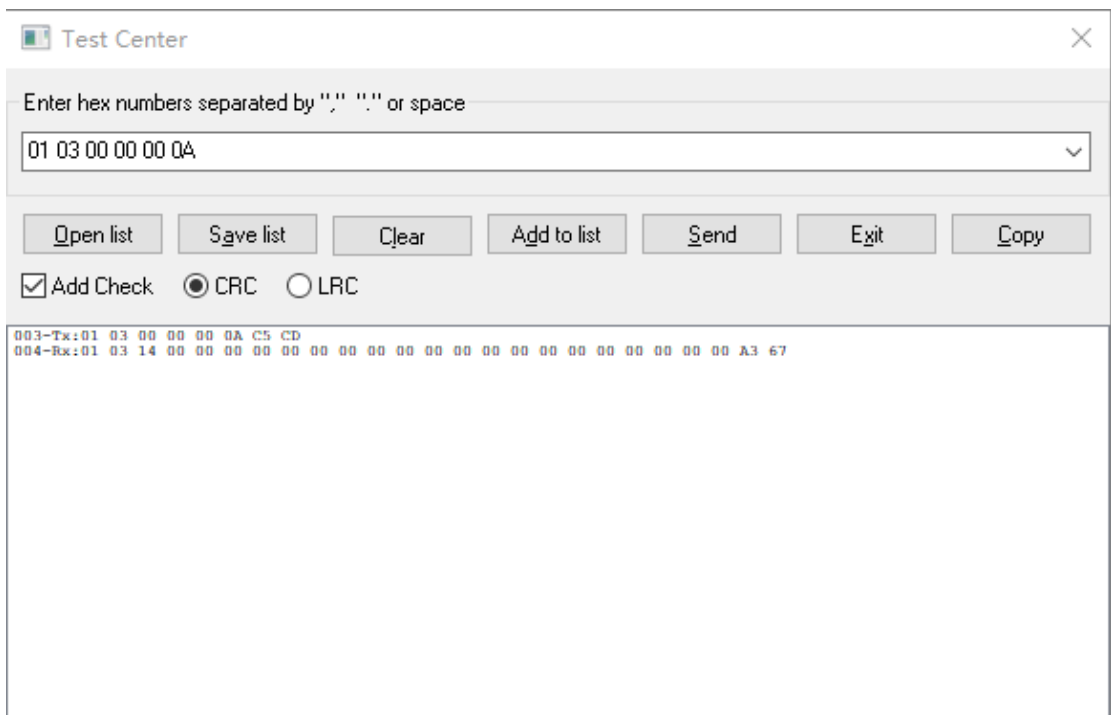 Test Center
Enter hex numbers separated by "," "." or space
01 03 00 00 00 0A
Open list Save list Clear Add to list Send Exit Copy
Add Check CRC LRC
003-Tx:01 03 00 00 00 0A C5 CD
004-Rx:01 03 14 00 00 00 00 00 00 00 00 00 00 00 00 00 00 00 00 00 00 00 00 A3 67